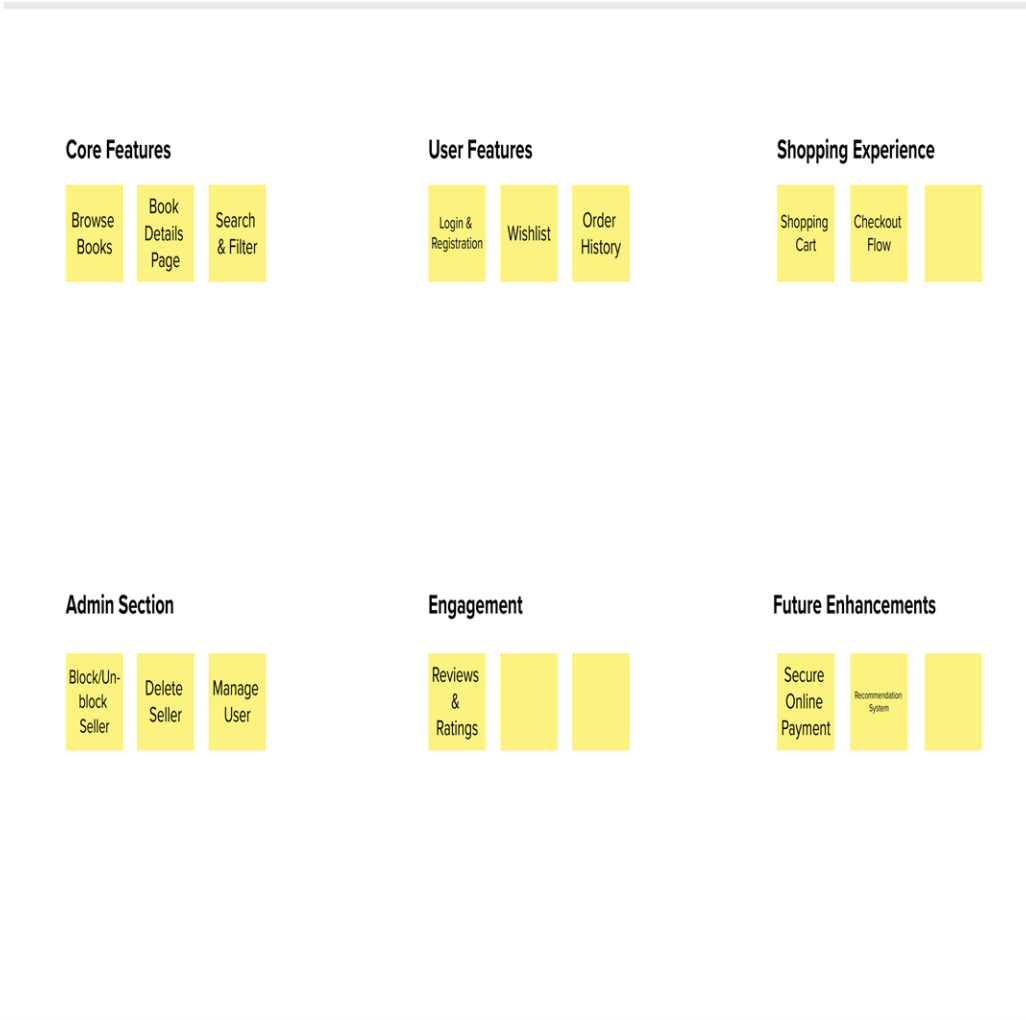 Core Features
Browse
Books
Book
Details
Page
Search
& Filter
User Features
Login &
Registration
Wishlist
Order
History
Shopping Experience
Shopping
Cart
Checkout
Flow
Admin Section
Block/Un-
block
Seller
Delete
Seller
Manage
User
Engagement
Reviews
&
Ratings
Future Enhancements
Secure
Online
Payment
Recommendation
System